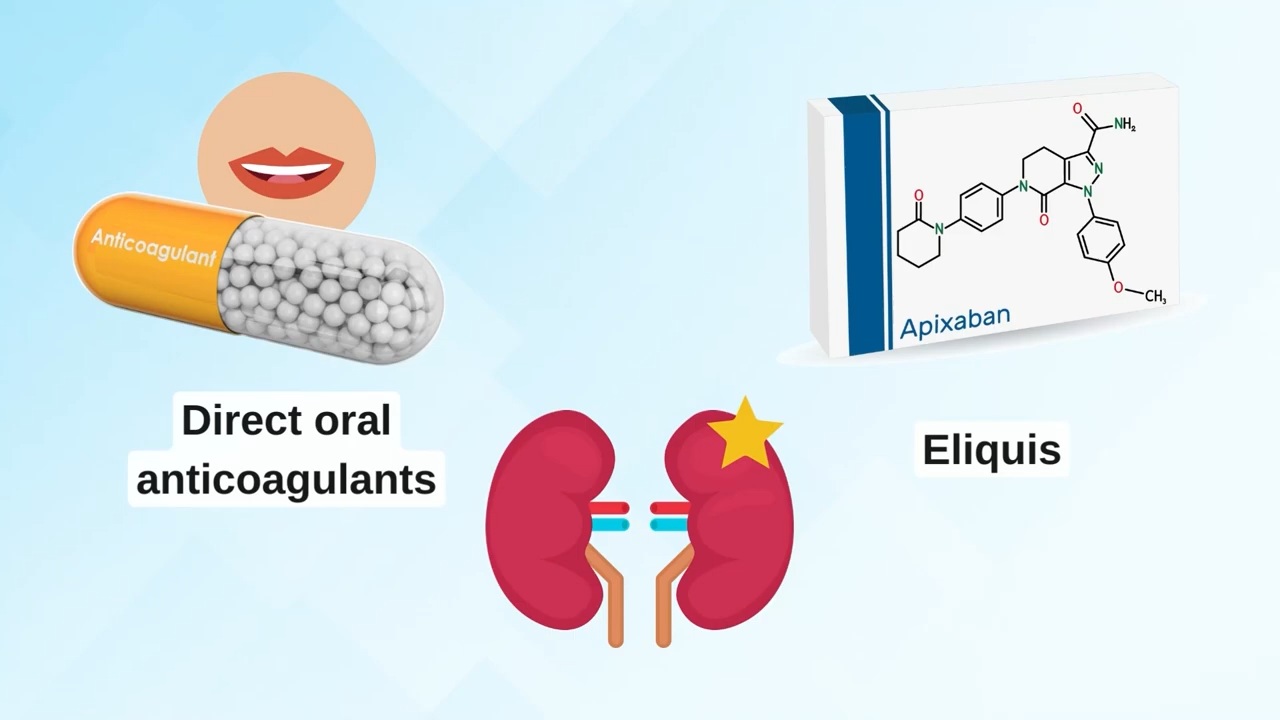 Anticoagulant
Direct oral
anticoagulants
O
NH₂
N
N
N
O
O
N
O
CH₃
Apixaban
Eliquis